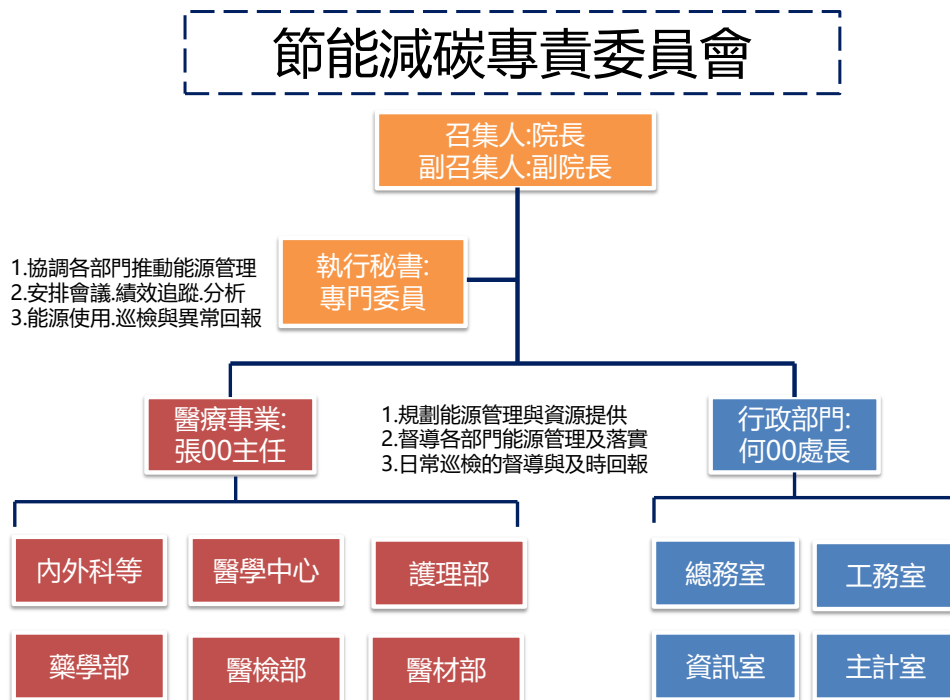 節能減碳專責委員會
召集人:院長
副召集人:副院長
1.協調各部門推動能源管理
2.安排會議.績效追蹤.分析
3.能源使用.巡檢與異常回報
執行秘書:
專門委員
醫療事業:
張00主任
1.規劃能源管理與資源提供
2.督導各部門能源管理及落實
3.日常巡檢的督導與及時回報
行政部門:
何00處長
內外科等
醫學中心
護理部
總務室
工務室
藥學部
醫檢部
醫材部
資訊室
主計室